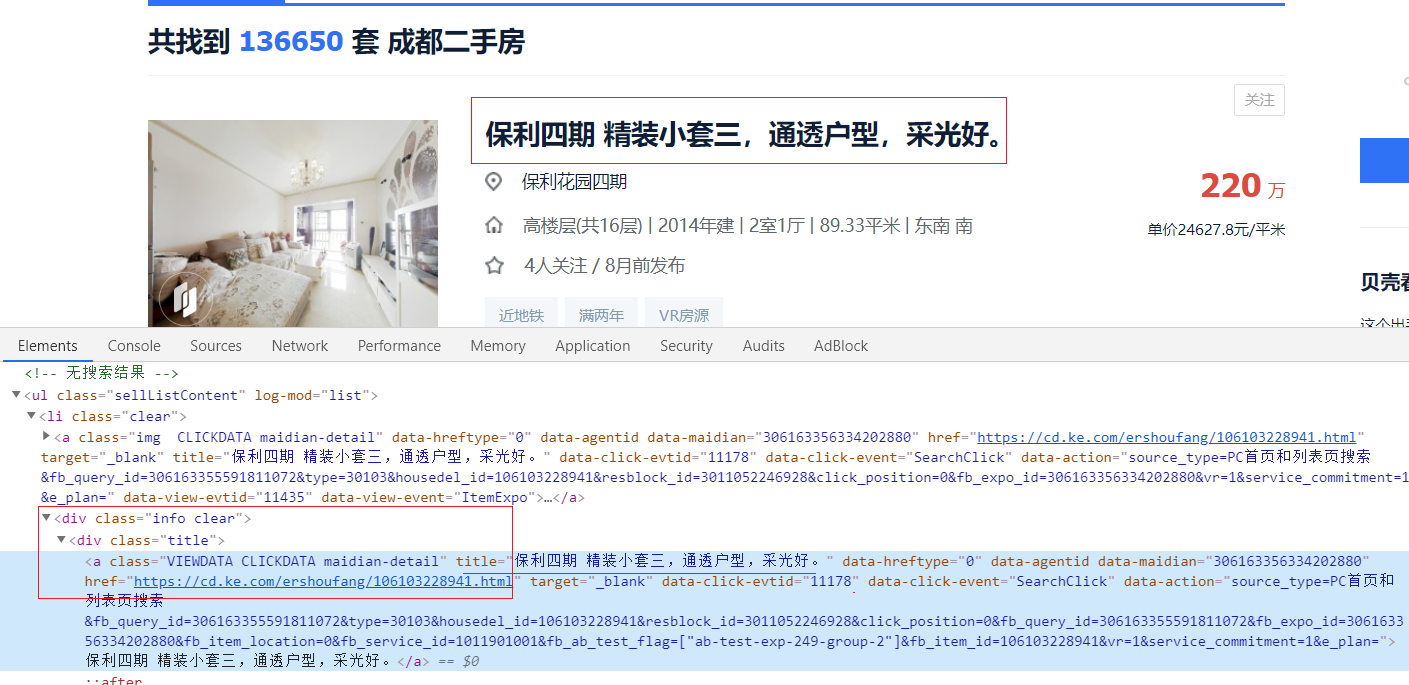 共找到 136650 套 成都二手房
关注
保利四期 精装小套三，通透户型，采光好。
保利花园四期
220 万
高楼层(共16层) | 2014年建 | 2室1厅 | 89.33平米 | 东南 南
单价24627.8元/平米
4人关注 / 8月前发布
近地铁 满两年 VR房源
贝壳看
Elements Console Sources Network Performance Memory Application Security Audits AdBlock
<!-- 无搜索结果 -->
<ul class="sellListContent" log-mod="list">
<li class="clear">
<a class="img  CLICKDATA maidian-detail" data-hreftype="0" data-agentid data-maidian="306163356334202880" href="https://cd.ke.com/ershoufang/106103228941.html"
target="_blank" title="保利四期 精装小套三，通透户型，采光好。" data-click-evtid="11178" data-click-event="SearchClick" data-action="source_type=PC首页和列表页搜索
&fb_query_id=306163355591811072&type=30103&housedel_id=106103228941&resblock_id=3011052246928&click_position=0&fb_expo_id=306163356334202880&vr=1&service_commitment=1
&e_plan=" data-view-evtid="11435" data-view-event="ItemExpo">…</a>
<div class="info clear">
<div class="title">
<a class="VIEWDATA CLICKDATA maidian-detail" title="保利四期 精装小套三，通透户型，采光好。" data-hreftype="0" data-agentid data-maidian="306163356334202880"
href="https://cd.ke.com/ershoufang/106103228941.html" target="_blank" data-click-evtid="11178" data-click-event="SearchClick" data-action="source_type=PC首页和
列表页搜索
&fb_query_id=306163355591811072&type=30103&housedel_id=106103228941&resblock_id=3011052246928&click_position=0&fb_query_id=306163355591811072&fb_expo_id=3061633
56334202880&fb_item_location=0&fb_service_id=1011901001&fb_ab_test_flag=["ab-test-exp-249-group-2"]&fb_item_id=106103228941&vr=1&service_commitment=1&e_plan=">
保利四期 精装小套三，通透户型，采光好。</a> == $0
::after